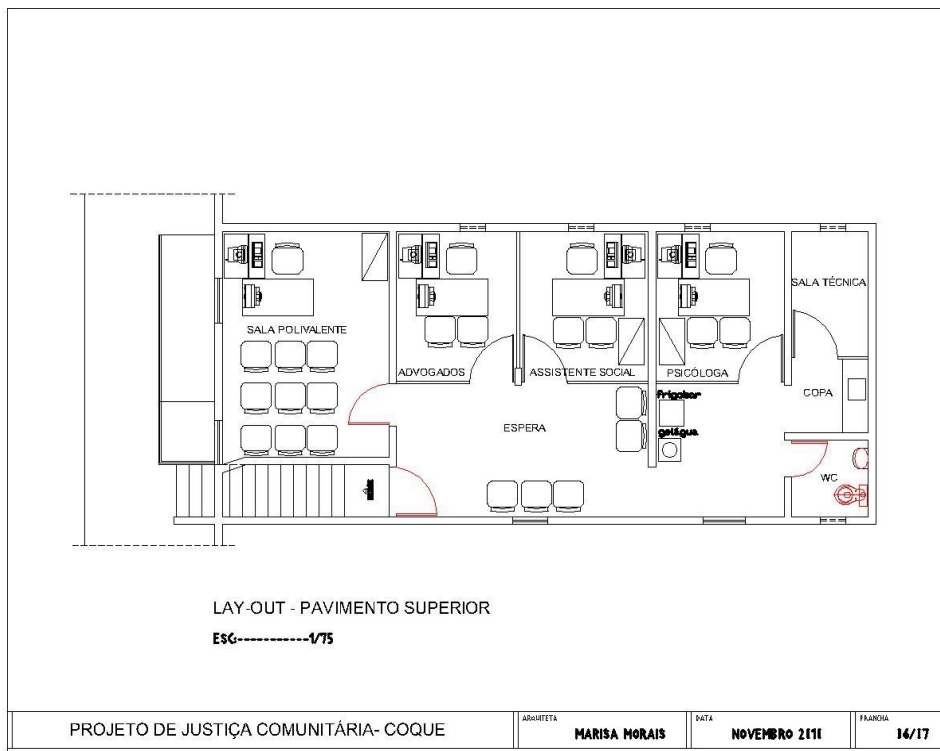 SALA TÉCNICA
SALA POLIVALENTE
ADVOGADOS
ASSISTENTE SOCIAL
PSICÓLOGA
COPA
frigobar
ESPERA
gelágua
WC
LAY-OUT - PAVIMENTO SUPERIOR
ESC-----------1/75
PROJETO DE JUSTIÇA COMUNITÁRIA- COQUE
ARQUITETA
MARISA MORAIS
DATA
NOVEMBRO
PRANCHA
16/17